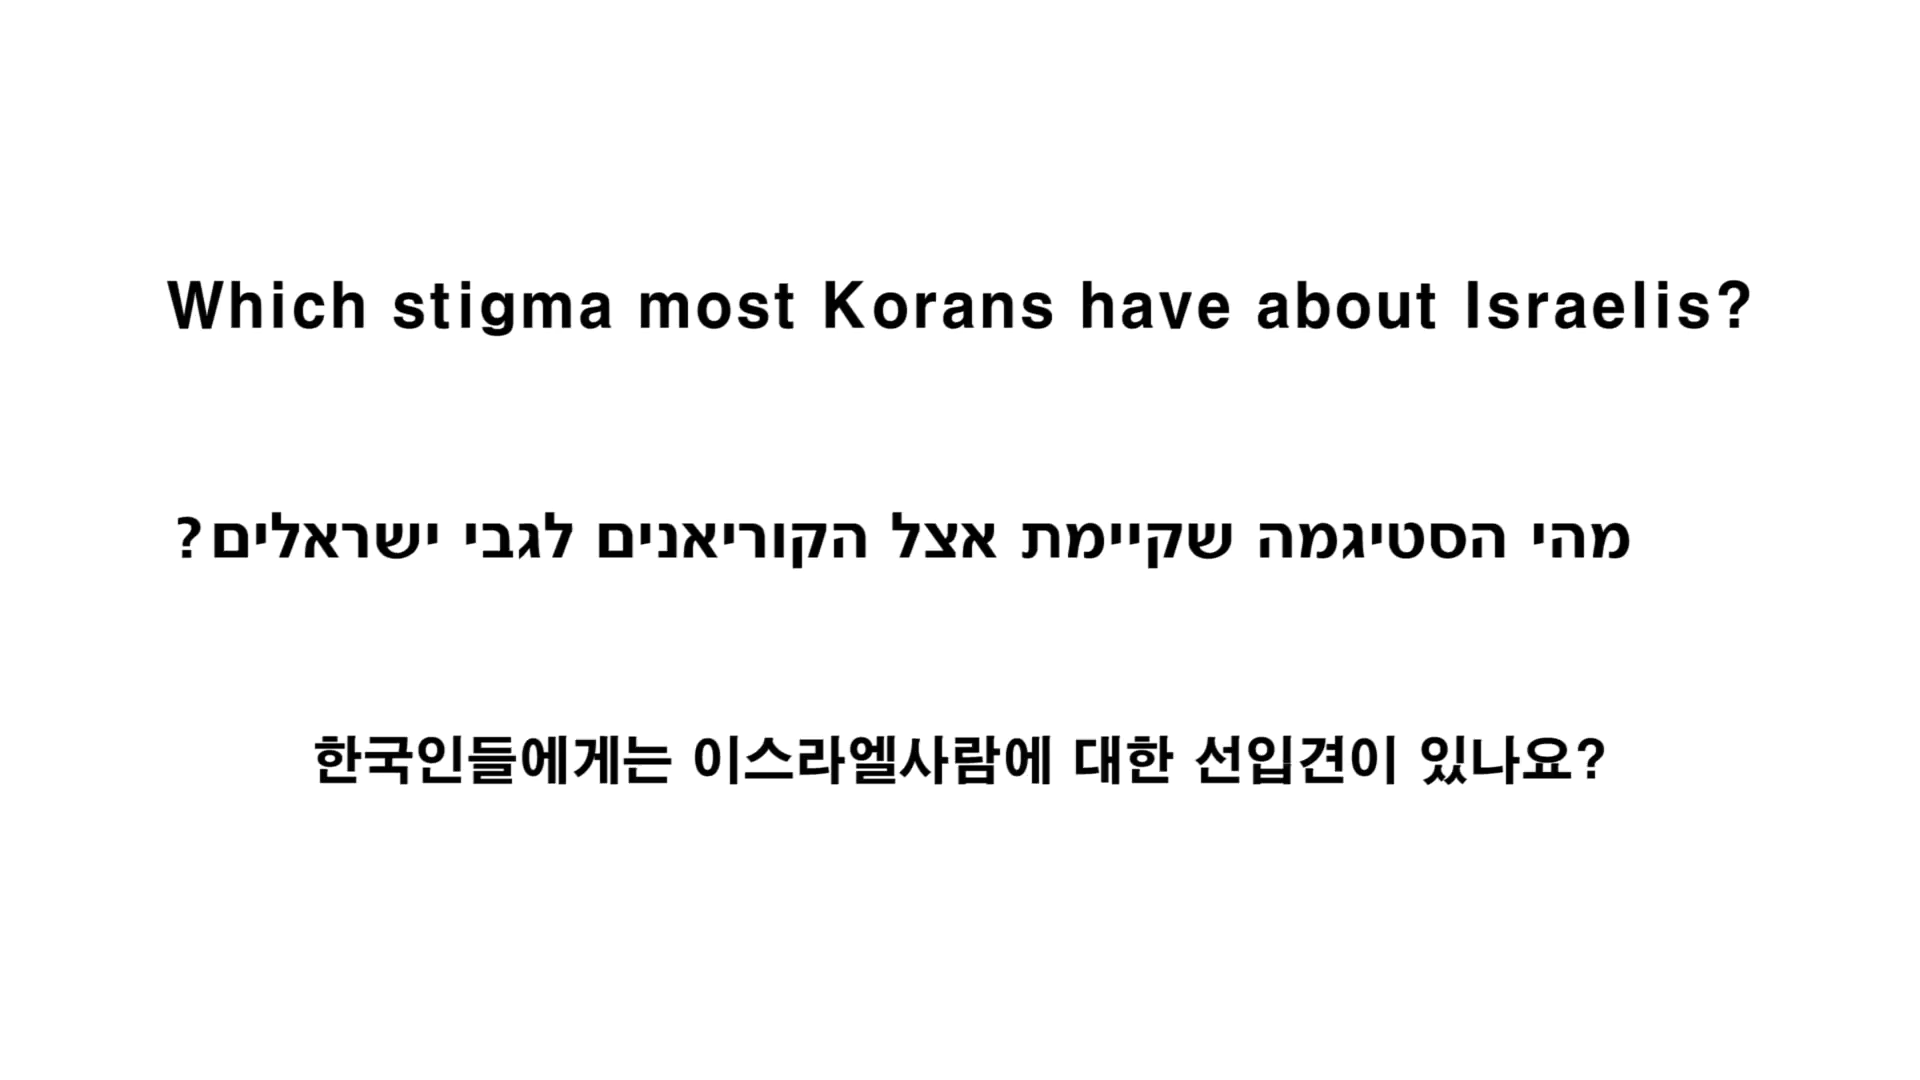 Which stigma most Korans have about Israelis?
מהי הסטיגמה שקיימת אצל הקוריאנים לגבי ישראלים?
한국인들에게는 이스라엘사람에 대한 선입견이 있나요?